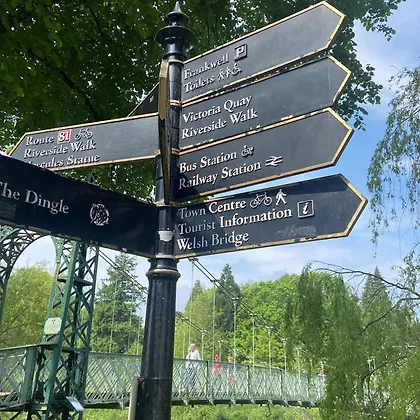 Frankwell P
Toilets
Victoria Quay
Riverside Walk
Route 81
Riverside Walk
Hercules Statue
Bus Station
Railway Station
The Dingle
Town Centre
Tourist Information i
Welsh Bridge